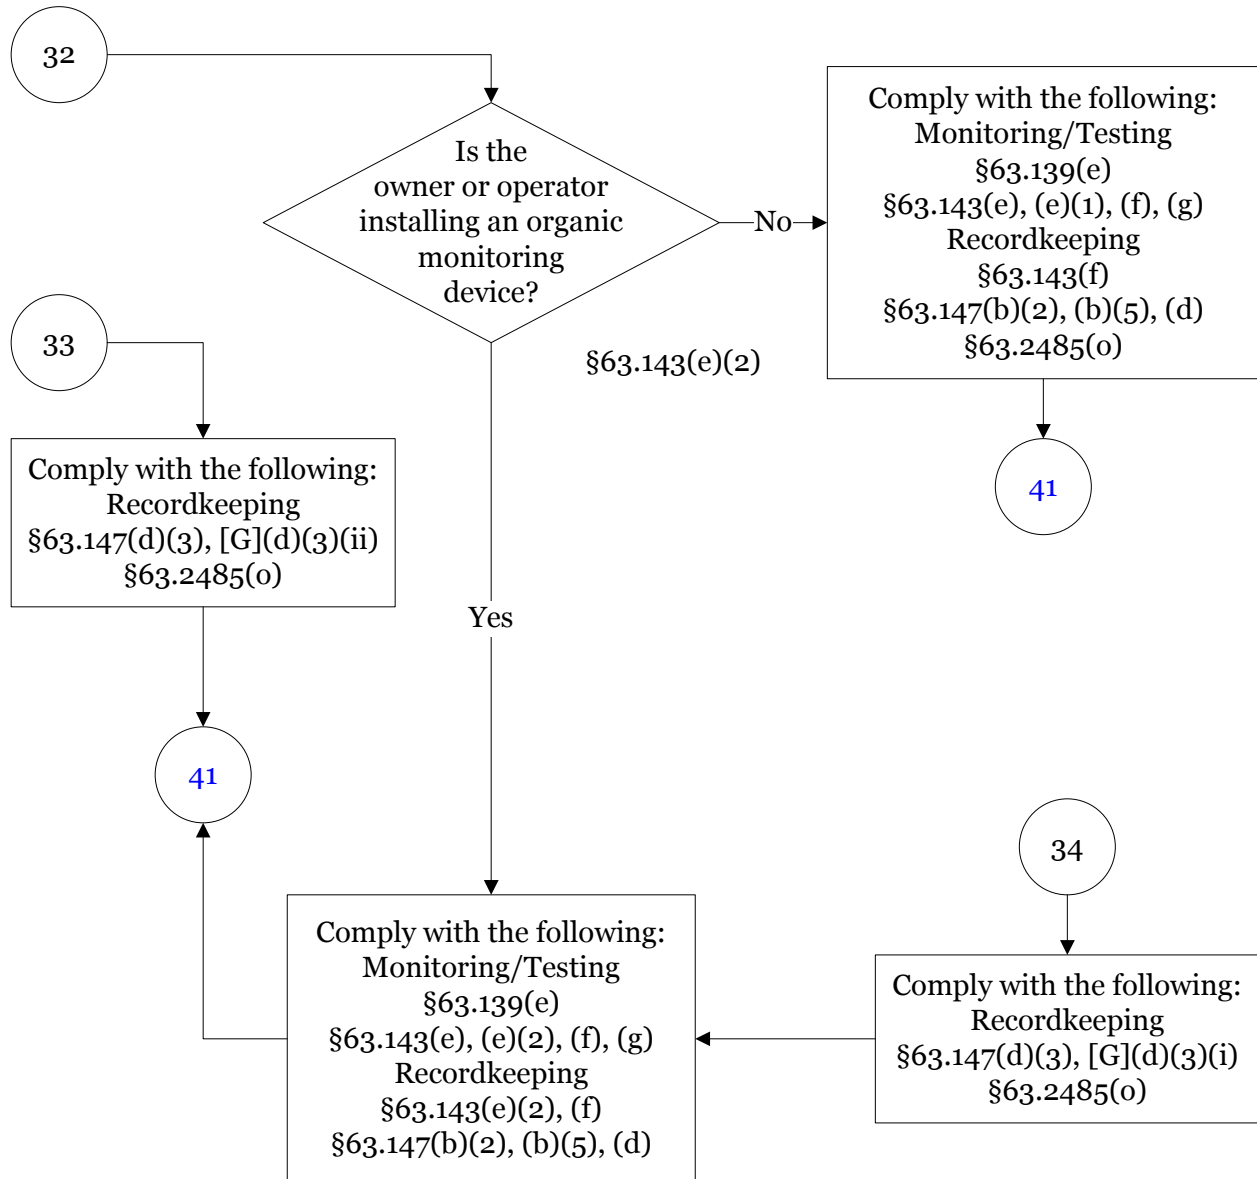 32
Is the
owner or operator
installing an organic
monitoring
device?
No
Comply with the following:
Monitoring/Testing
§63.139(e)
§63.143(e), (e)(1), (f), (g)
Recordkeeping
§63.143(f)
§63.147(b)(2), (b)(5), (d)
§63.2485(o)
§63.143(e)(2)
41
33
Comply with the following:
Recordkeeping
§63.147(d)(3), [G](d)(3)(ii)
§63.2485(o)
Yes
41
34
Comply with the following:
Recordkeeping
§63.147(d)(3), [G](d)(3)(i)
§63.2485(o)
Comply with the following:
Monitoring/Testing
§63.139(e)
§63.143(e), (e)(2), (f), (g)
Recordkeeping
§63.143(e)(2), (f)
§63.147(b)(2), (b)(5), (d)